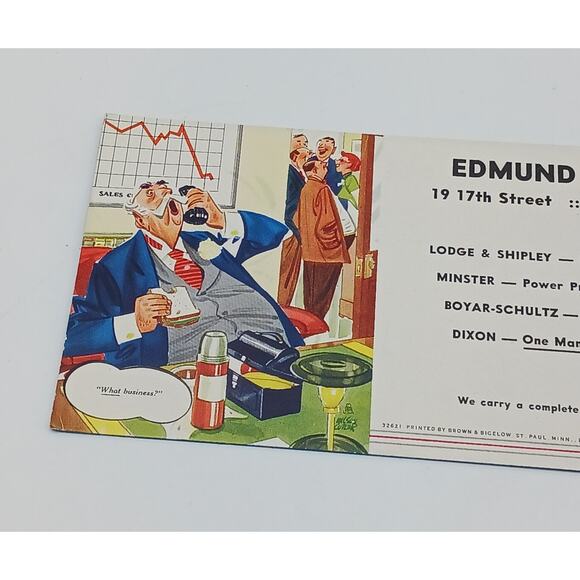 SALES
"What business?"
EDMUND
19 17th Street ::
LODGE & SHIPLEY —
MINSTER — Power
BOYAR-SCHULTZ —
DIXON — One
We carry a complete
32621 PRINTED BY BROWN & BIGELOW ST. PAUL, MINN.,